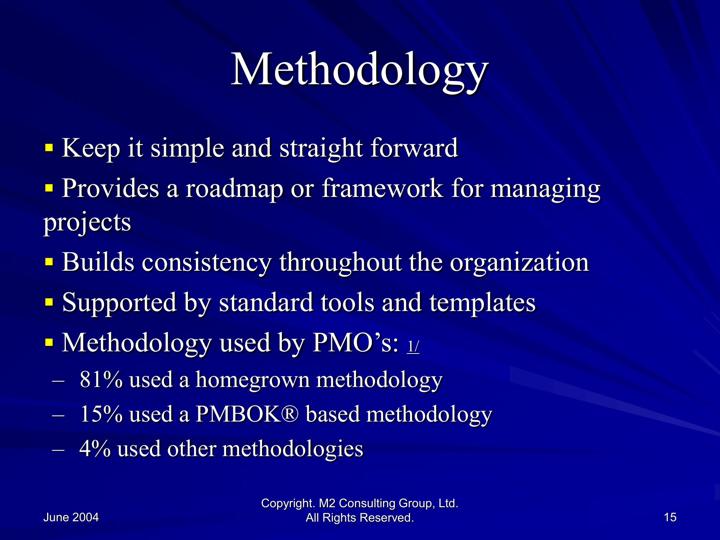 Methodology
▪ Keep it simple and straight forward
▪ Provides a roadmap or framework for managing
projects
▪ Builds consistency throughout the organization
▪ Supported by standard tools and templates
▪ Methodology used by PMO’s: 1/
– 81% used a homegrown methodology
– 15% used a PMBOK® based methodology
– 4% used other methodologies
June 2004
Copyright. M2 Consulting Group, Ltd.
All Rights Reserved.
15